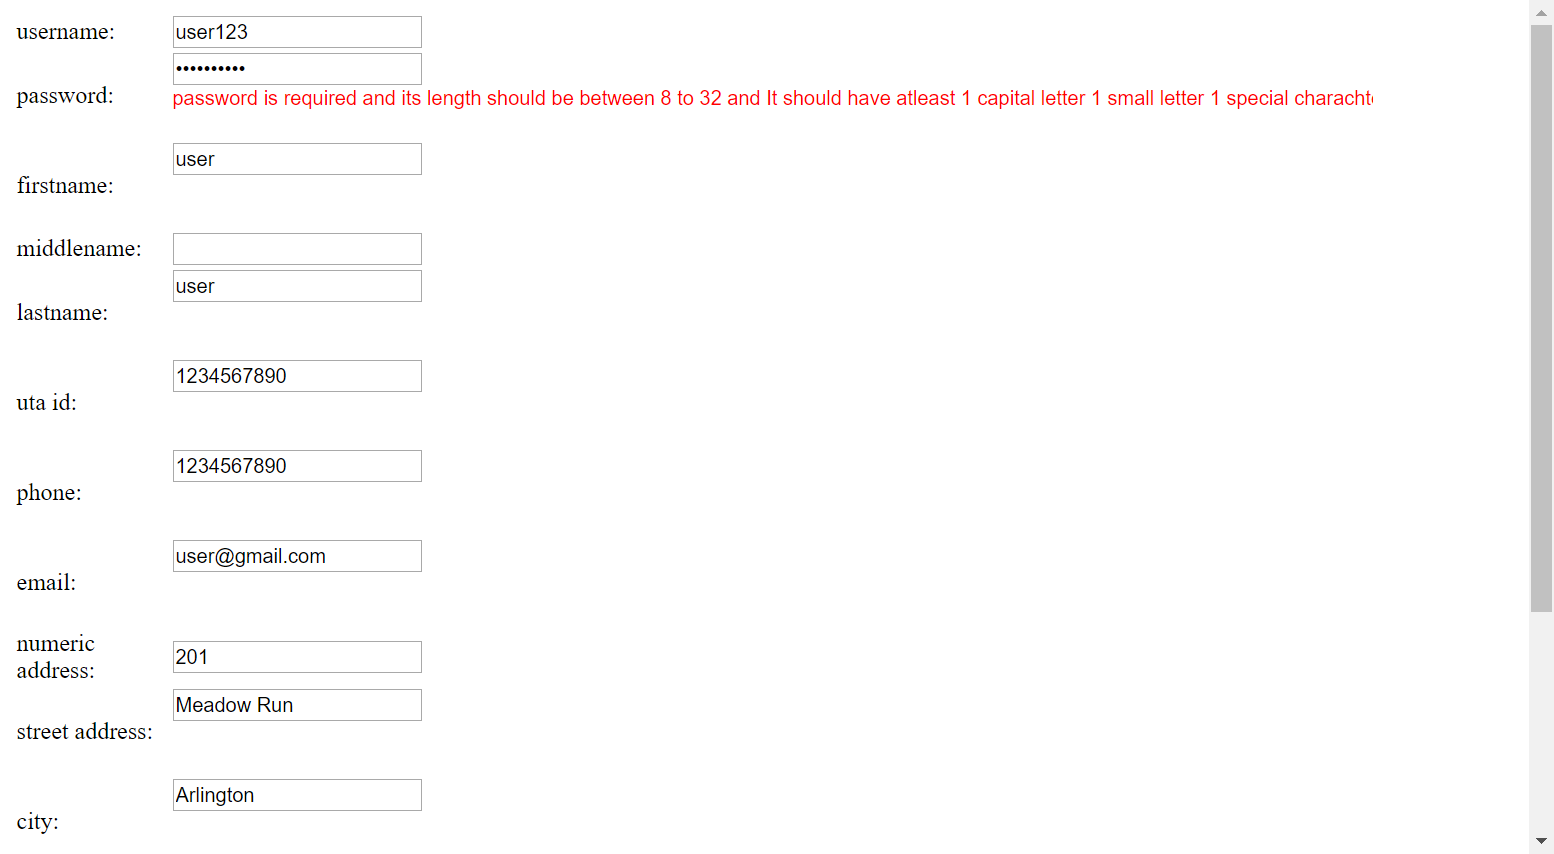 username: user123
••••••••••
password: password is required and its length should be between 8 to 32 and It should have atleast 1 capital letter 1 small letter 1 special
user
firstname:
middlename:
user
lastname:
1234567890
uta id:
1234567890
phone:
user@gmail.com
email:
numeric
address: 201
Meadow Run
street address:
Arlington
city: